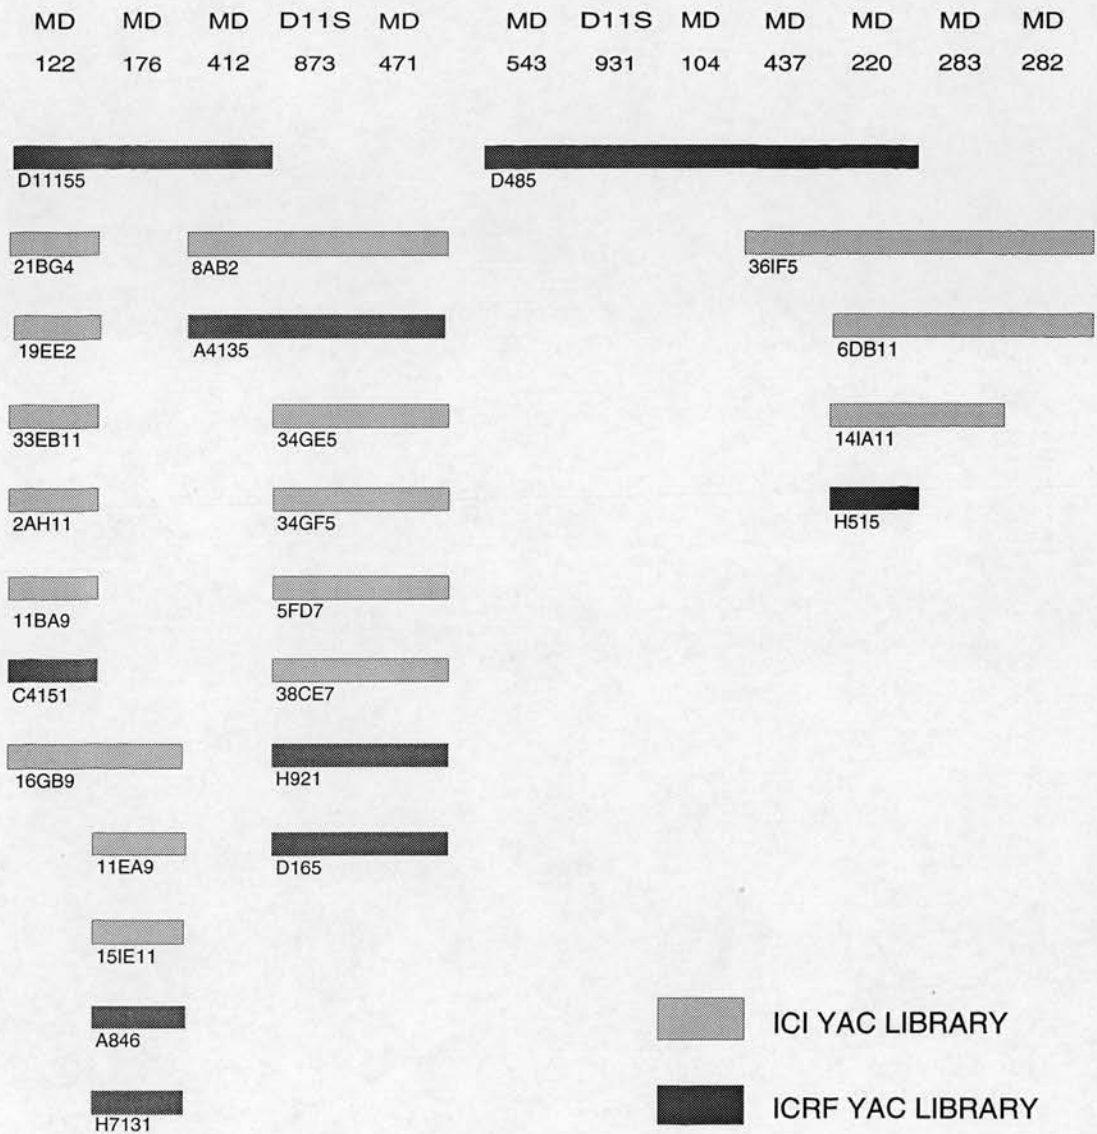 MD MD MD D11S MD MD D11S MD MD MD MD MD
122 176 412 873 471 543 931 104 437 220 283 282
D11155 D485
21BG4 8AB2 36IF5
19EE2 A4135 6DB11
33EB11 34GE5 14IA11
2AH11 34GF5 H515
11BA9 5FD7
C4151 38CE7
16GB9 H921
11EA9 D165
15IE11
A846
H7131
ICI YAC LIBRARY
ICRF YAC LIBRARY